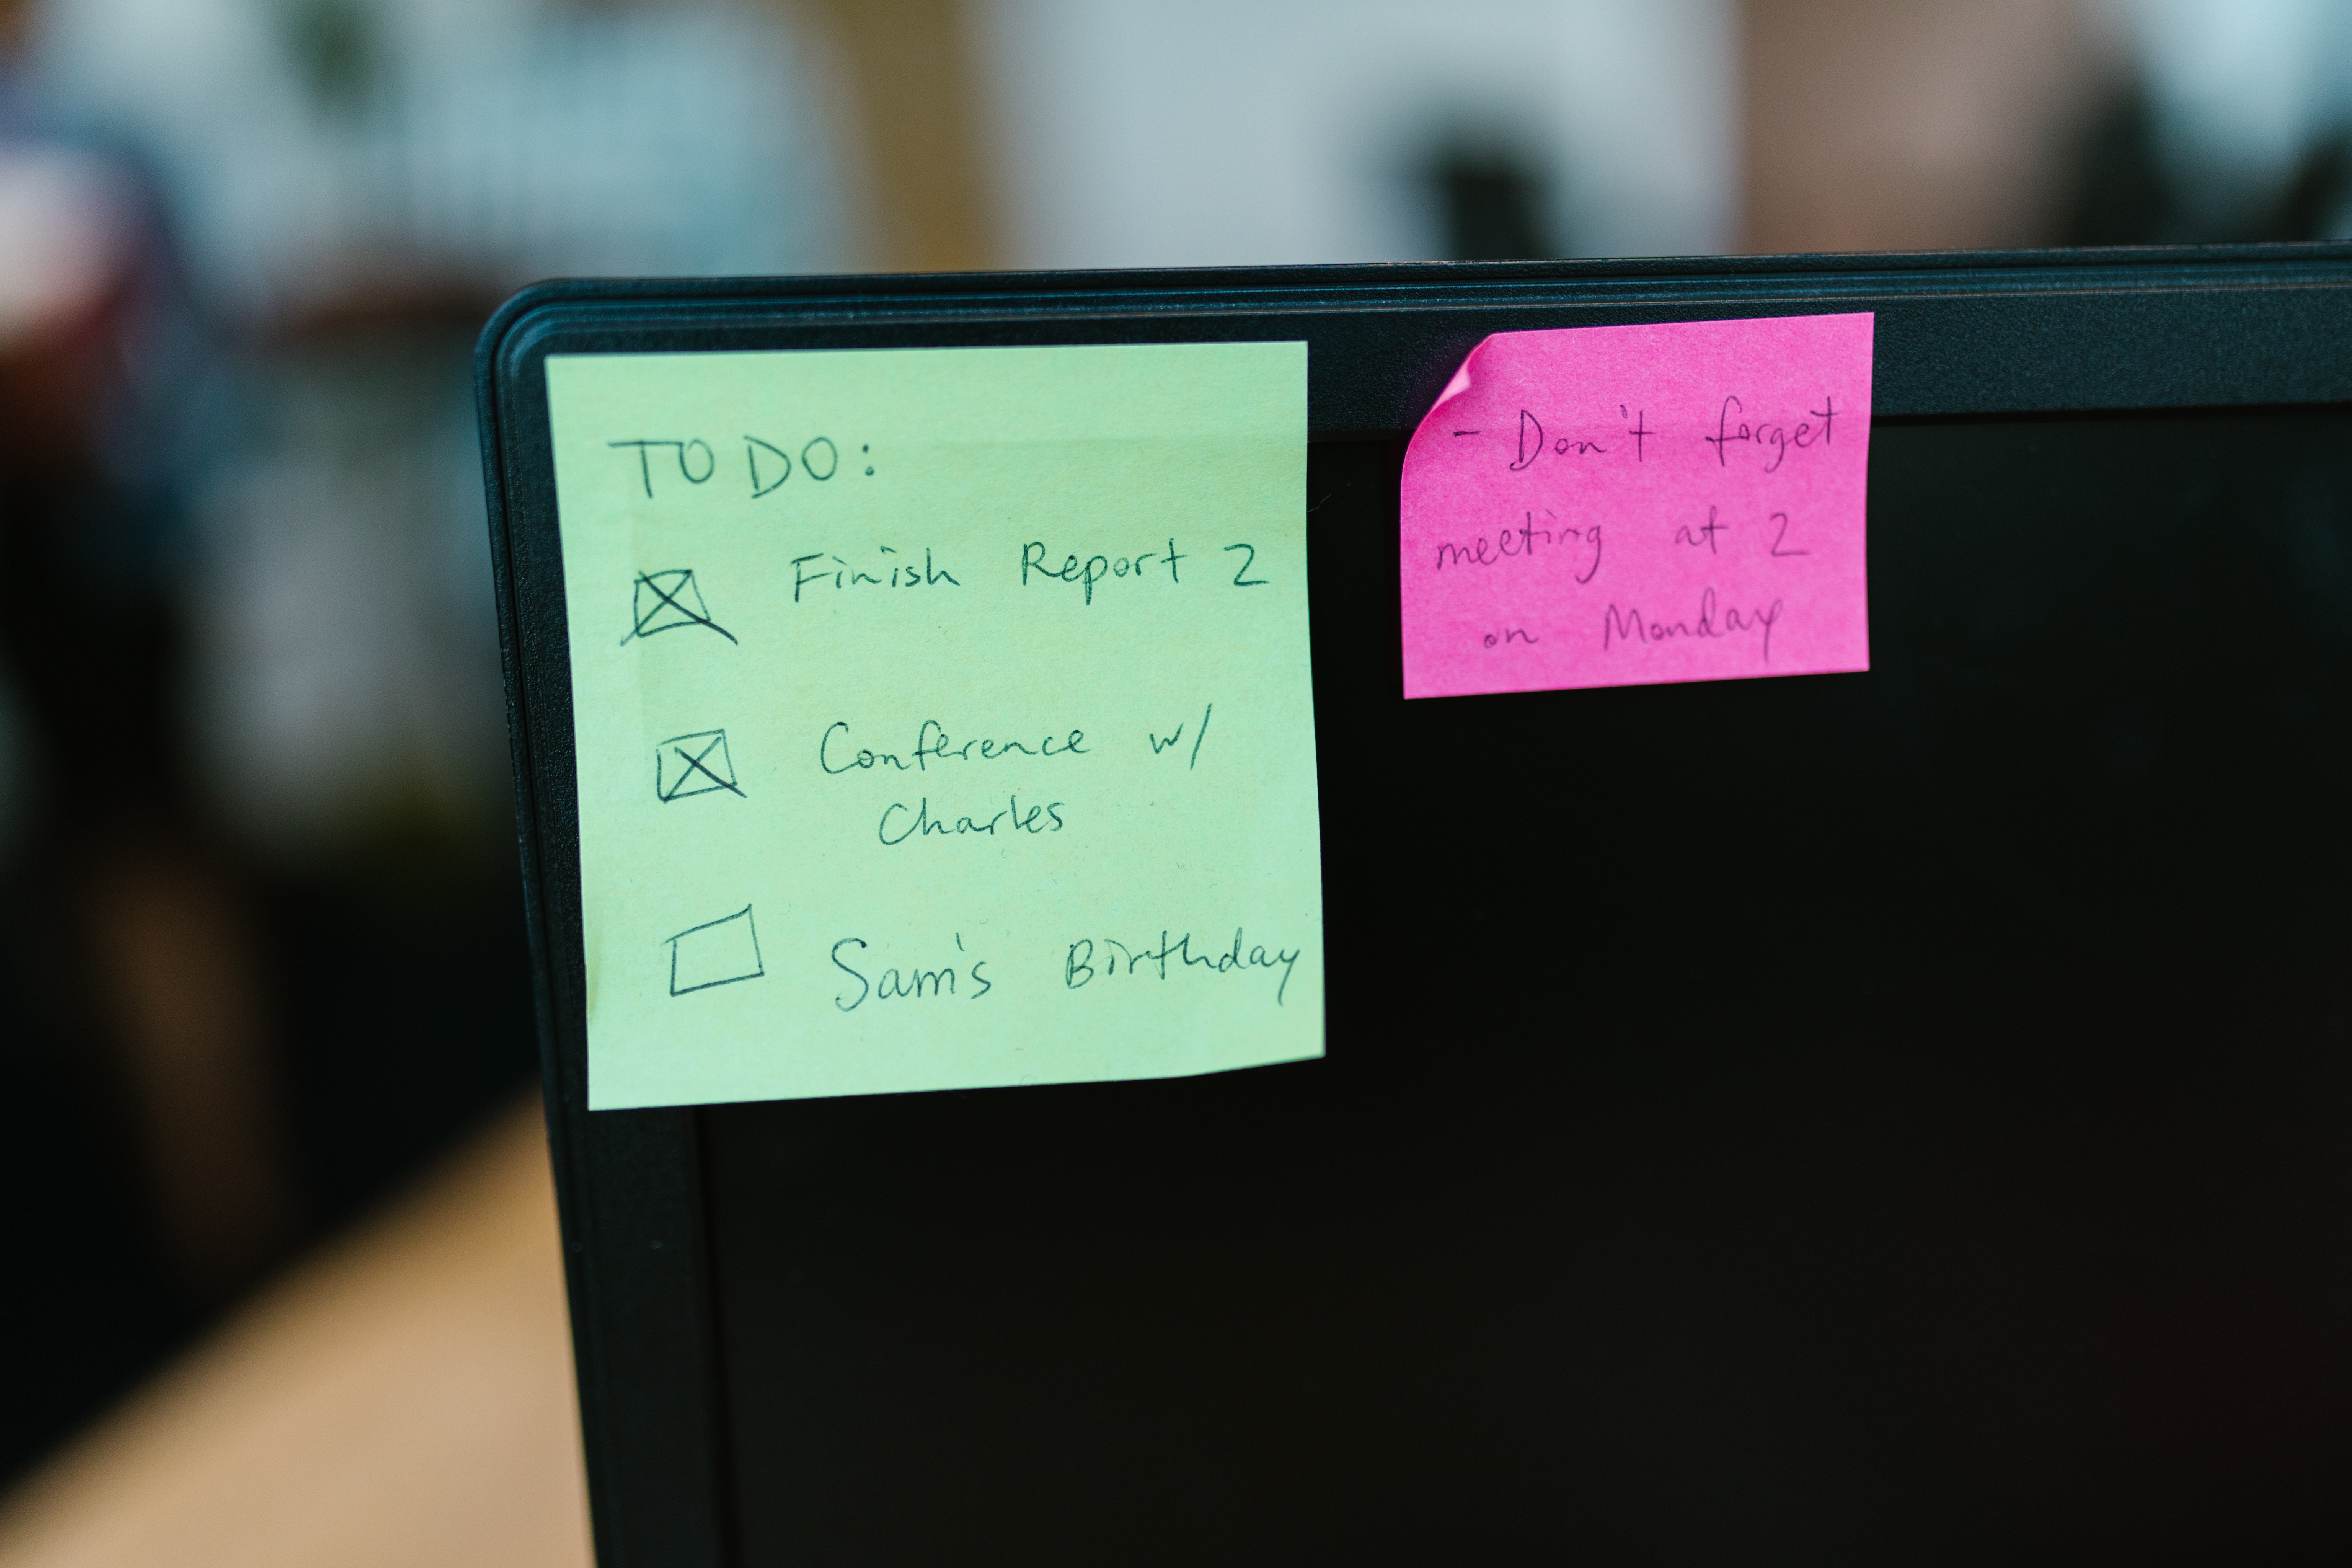 TO DO:
Finish Report 2
Conference w/
Charles
Sam's Birthday
- Don't forget
meeting at 2
on Monday